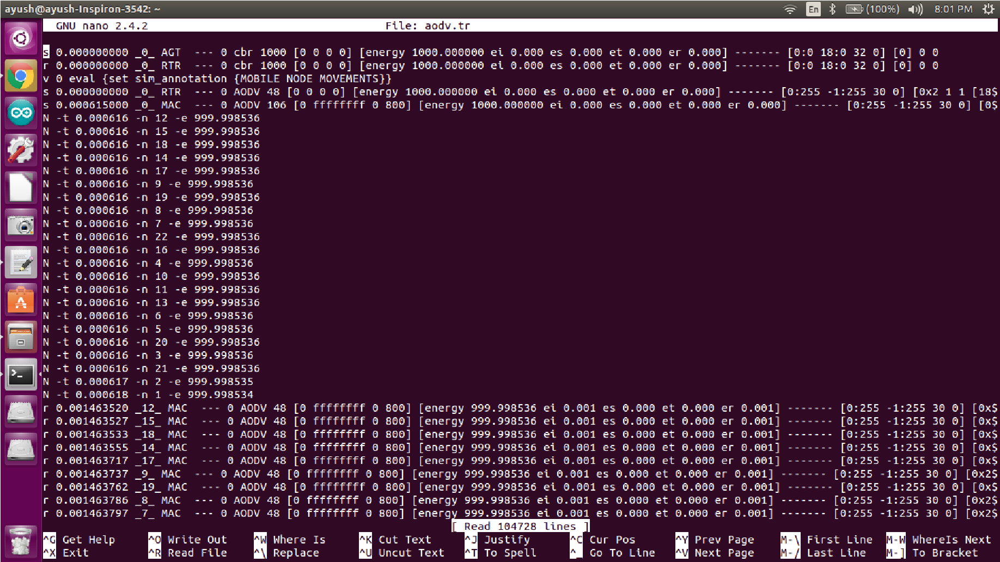 ayush@ayush-Inspiron-3542: ~
En (100%) 8:01 PM
GNU nano 2.4.2 File: aodv.tr
s 0.000000000 _0_ AGT --- 0 cbr 1000 [0 0 0 0] [energy 1000.000000 ei 0.000 es 0.000 et 0.000 er 0.000] ------- [0:0 18:0 32 0] [0] 0 0
r 0.000000000 _0_ RTR --- 0 cbr 1000 [0 0 0 0] [energy 1000.000000 ei 0.000 es 0.000 et 0.000 er 0.000] ------- [0:0 18:0 32 0] [0] 0 0
v 0 eval {set sim_annotation {MOBILE NODE MOVEMENTS}}
s 0.000000000 _0_ RTR --- 0 AODV 48 [0 0 0 0] [energy 1000.000000 ei 0.000 es 0.000 et 0.000 er 0.000] ------- [0:255 -1:255 30 0] [0x2 1 1 [18$
s 0.000615000 _0_ MAC --- 0 AODV 106 [0 ffffffff 0 800] [energy 1000.000000 ei 0.000 es 0.000 et 0.000 er 0.000] ------- [0:255 -1:255 30 0] [0$
N -t 0.000616 -n 12 -e 999.998536
N -t 0.000616 -n 15 -e 999.998536
N -t 0.000616 -n 18 -e 999.998536
N -t 0.000616 -n 14 -e 999.998536
N -t 0.000616 -n 17 -e 999.998536
N -t 0.000616 -n 9 -e 999.998536
N -t 0.000616 -n 19 -e 999.998536
N -t 0.000616 -n 8 -e 999.998536
N -t 0.000616 -n 7 -e 999.998536
N -t 0.000616 -n 22 -e 999.998536
N -t 0.000616 -n 16 -e 999.998536
N -t 0.000616 -n 4 -e 999.998536
N -t 0.000616 -n 10 -e 999.998536
N -t 0.000616 -n 11 -e 999.998536
N -t 0.000616 -n 13 -e 999.998536
N -t 0.000616 -n 6 -e 999.998536
N -t 0.000616 -n 5 -e 999.998536
N -t 0.000616 -n 20 -e 999.998536
N -t 0.000616 -n 3 -e 999.998536
N -t 0.000616 -n 21 -e 999.998536
N -t 0.000617 -n 2 -e 999.998535
N -t 0.000618 -n 1 -e 999.998534
r 0.001463520 _12_ MAC --- 0 AODV 48 [0 ffffffff 0 800] [energy 999.998536 ei 0.001 es 0.000 et 0.000 er 0.001] ------- [0:255 -1:255 30 0] [0x$
r 0.001463527 _15_ MAC --- 0 AODV 48 [0 ffffffff 0 800] [energy 999.998536 ei 0.001 es 0.000 et 0.000 er 0.001] ------- [0:255 -1:255 30 0] [0x$
r 0.001463533 _18_ MAC --- 0 AODV 48 [0 ffffffff 0 800] [energy 999.998536 ei 0.001 es 0.000 et 0.000 er 0.001] ------- [0:255 -1:255 30 0] [0x$
r 0.001463555 _14_ MAC --- 0 AODV 48 [0 ffffffff 0 800] [energy 999.998536 ei 0.001 es 0.000 et 0.000 er 0.001] ------- [0:255 -1:255 30 0] [0x$
r 0.001463717 _17_ MAC --- 0 AODV 48 [0 ffffffff 0 800] [energy 999.998536 ei 0.001 es 0.000 et 0.000 er 0.001] ------- [0:255 -1:255 30 0] [0x$
r 0.001463737 _9_ MAC --- 0 AODV 48 [0 ffffffff 0 800] [energy 999.998536 ei 0.001 es 0.000 et 0.000 er 0.001] ------- [0:255 -1:255 30 0] [0x2$
r 0.001463762 _19_ MAC --- 0 AODV 48 [0 ffffffff 0 800] [energy 999.998536 ei 0.001 es 0.000 et 0.000 er 0.001] ------- [0:255 -1:255 30 0] [0x$
r 0.001463786 _8_ MAC --- 0 AODV 48 [0 ffffffff 0 800] [energy 999.998536 ei 0.001 es 0.000 et 0.000 er 0.001] ------- [0:255 -1:255 30 0] [0x2$
r 0.001463797 _7_ MAC --- 0 AODV 48 [0 ffffffff 0 800] [energy 999.998536 ei 0.001 es 0.000 et 0.000 er 0.001] ------- [0:255 -1:255 30 0] [0x2$
[ Read 104728 lines ]
^G Get Help ^O Write Out ^W Where Is ^K Cut Text ^J Justify ^C Cur Pos ^Y Prev Page M-\ First Line M-W WhereIs Next
^X Exit ^R Read File ^\ Replace ^U Uncut Text ^T To Spell ^_ Go To Line ^V Next Page M-/ Last Line M-] To Bracket